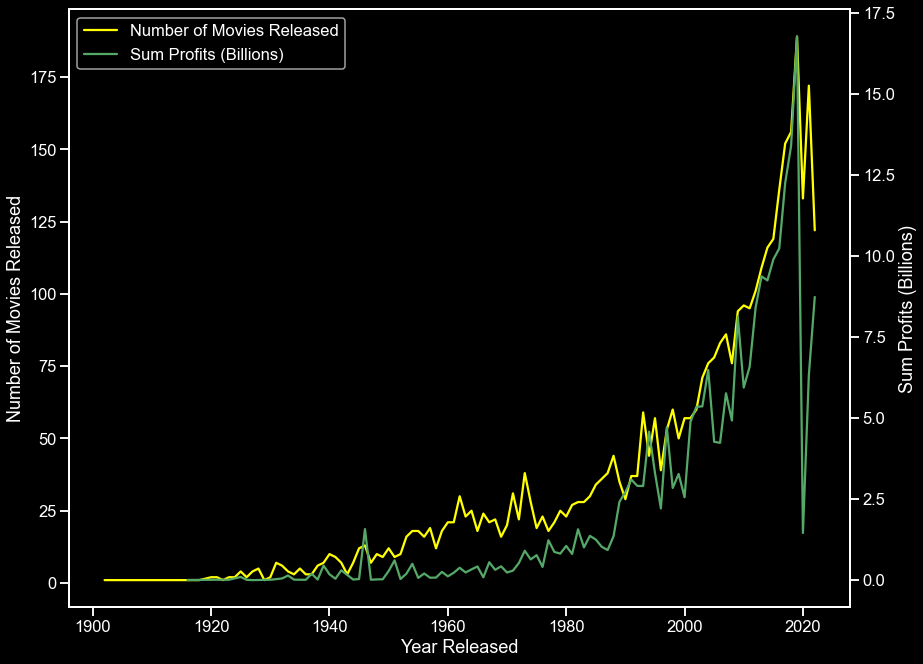 Number of Movies Released
Sum Profits (Billions)
175
150
125
100
75
50
25
0
Number of Movies Released
17.5
15.0
12.5
10.0
7.5
5.0
2.5
0.0
Sum Profits (Billions)
1900 1920 1940 1960 1980 2000 2020
Year Released